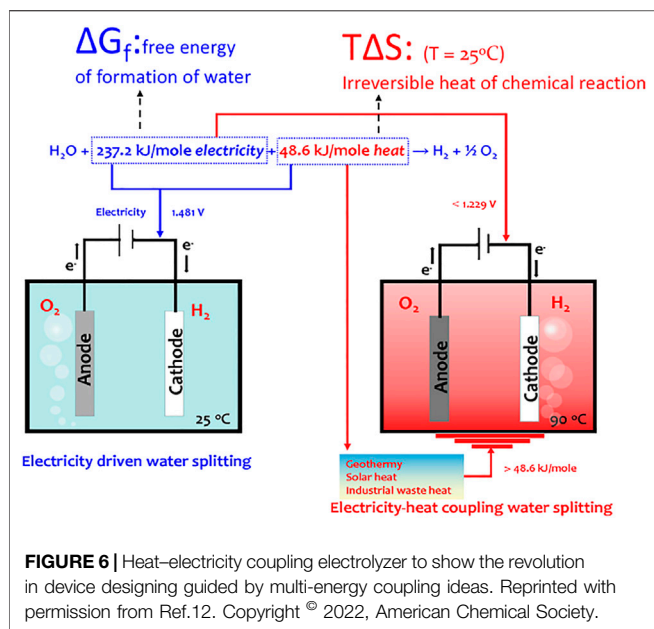 ΔGf: free energy
of formation of water
TΔS: (T = 25ºC)
Irreversible heat of chemical reaction
H₂O + 237.2 kJ/mole electricity + 48.6 kJ/mole heat → H₂ + ½ O₂
Electricity
1.481 V
< 1.229 V
e-
e-
e-
e-
O₂
H₂
Anode
Cathode
25 ºC
O₂
H₂
Anode
Cathode
90 ºC
Electricity driven water splitting
Geothermy
Solar heat
Industrial waste heat
> 48.6 kJ/mole
Electricity-heat coupling water splitting
FIGURE 6 | Heat–electricity coupling electrolyzer to show the revolution
in device designing guided by multi-energy coupling ideas. Reprinted with
permission from Ref.12. Copyright © 2022, American Chemical Society.